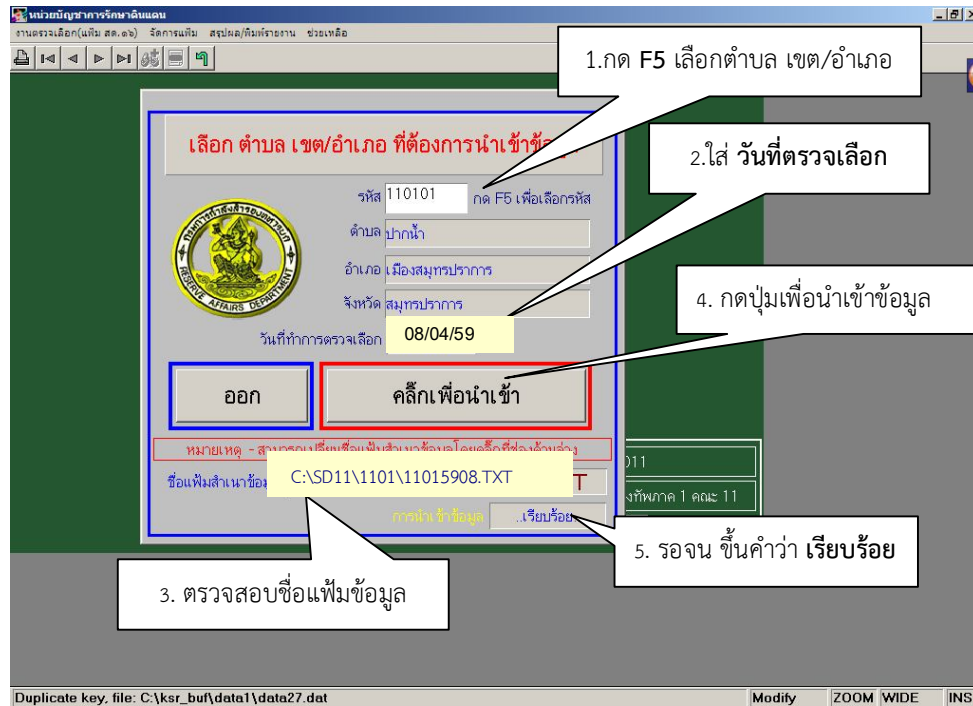 หน่วยบัญชาการรักษาดินแดน
งานตรวจเลือก(แฟ้ม สด.๑๖) จัดการแฟ้ม สรุปผล/พิมพ์รายงาน ช่วยเหลือ
1.กด F5 เลือกตำบล เขต/อำเภอ
เลือก ตำบล เขต/อำเภอ ที่ต้องการนำเข้า
2.ใส่ วันที่ตรวจเลือก
รหัส 110101 กด F5 เพื่อเลือกรหัส
ตำบล ปากน้ำ
อำเภอ เมืองสมุทรปราการ
จังหวัด สมุทรปราการ
RESERVE AFFAIRS DEPARTMENT
4. กดปุ่มเพื่อนำเข้าข้อมูล
วันที่ทำการตรวจเลือก 08/04/59
ออก
คลิ๊กเพื่อนำเข้า
หมายเหตุ - สามารถเปลี่ยนชื่อแฟ้มสำเนาข้อมูลโดยคลิ๊กที่ช่องด้านล่าง
011
ชื่อแฟ้มสำเนาข้อมู C:\SD11\1101\11015908.TXT T
งทัพภาค 1 คณะ 11
การนำเข้าข้อมูล ..เรียบร้อย
5. รอจน ขึ้นคำว่า เรียบร้อย
3. ตรวจสอบชื่อแฟ้มข้อมูล
Duplicate key, file: C:\ksr_buf\data1\data27.dat Modify ZOOM WIDE INS